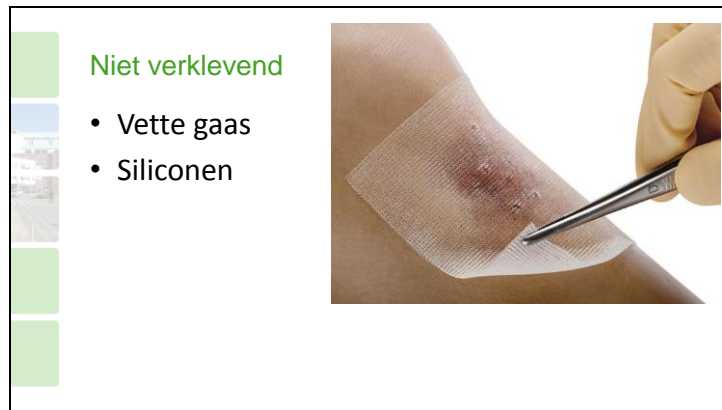 Niet verklevend
• Vette gaas
• Siliconen